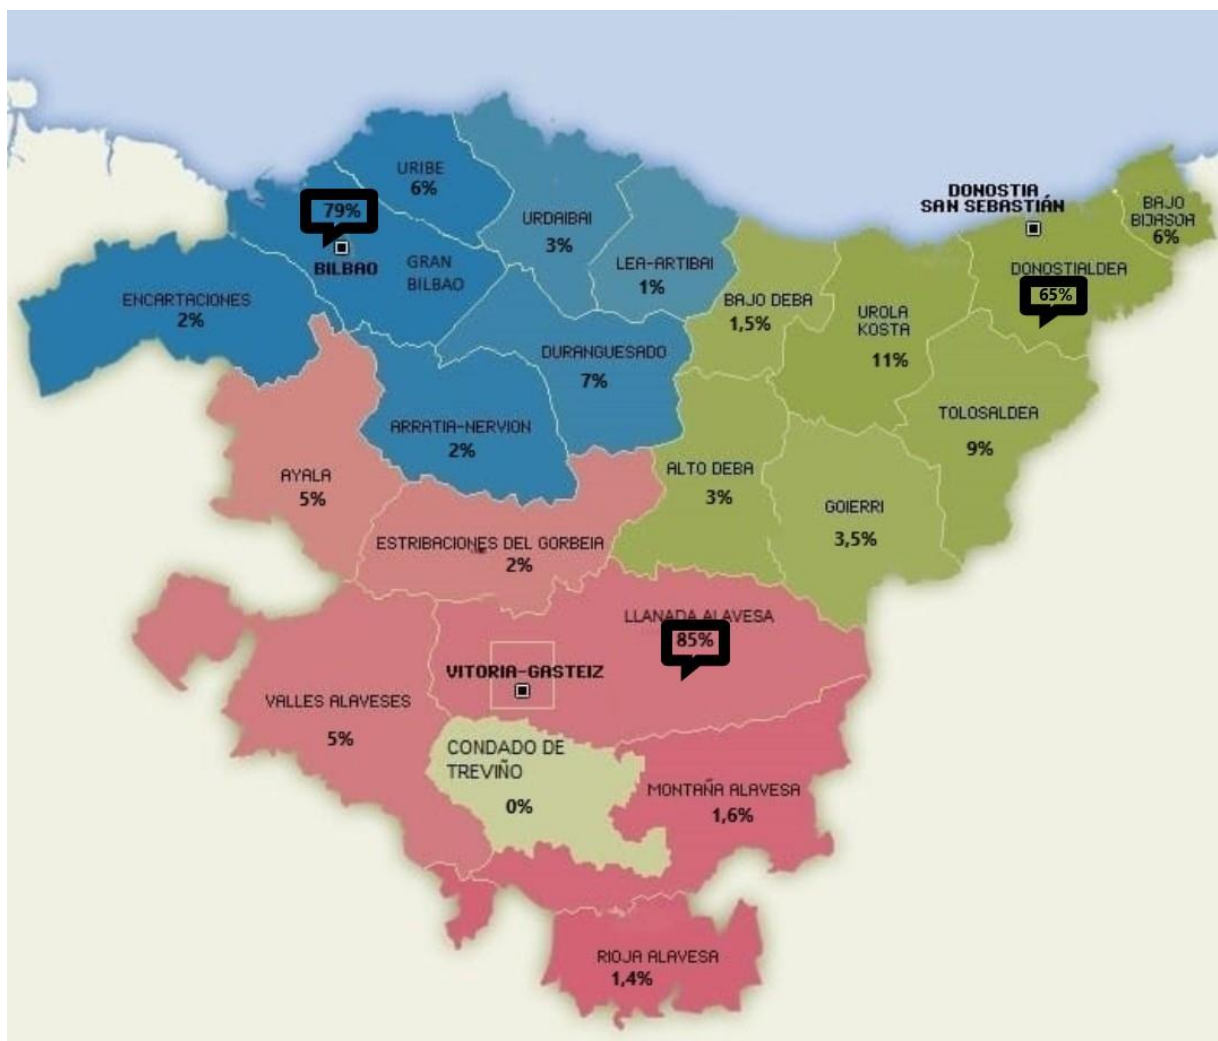 URIBE
6%
79%
BILBAO
GRAN
BILBAO
URDAIBAI
3%
LEA-ARTIBAI
1%
ENCARTACIONES
2%
DURANGUESADO
7%
ARRATIA-NERVION
2%
DONOSTIA
SAN SEBASTIÁN
BAJO
BIJASOA
6%
DONOSTIALDEA
65%
BAJO DEBA
1,5%
UROLA
KOSTA
11%
TOLOSALDEA
9%
ALTO DEBA
3%
GOIERRI
3,5%
AYALA
5%
ESTRIBACIONES DEL GORBEIA
2%
LLANADA ALAVESA
85%
VITORIA-GASTEIZ
VALLES ALAVESES
5%
CONDADO DE
TREVIÑO
0%
MONTAÑA ALAVESA
1,6%
RIOJA ALAVESA
1,4%